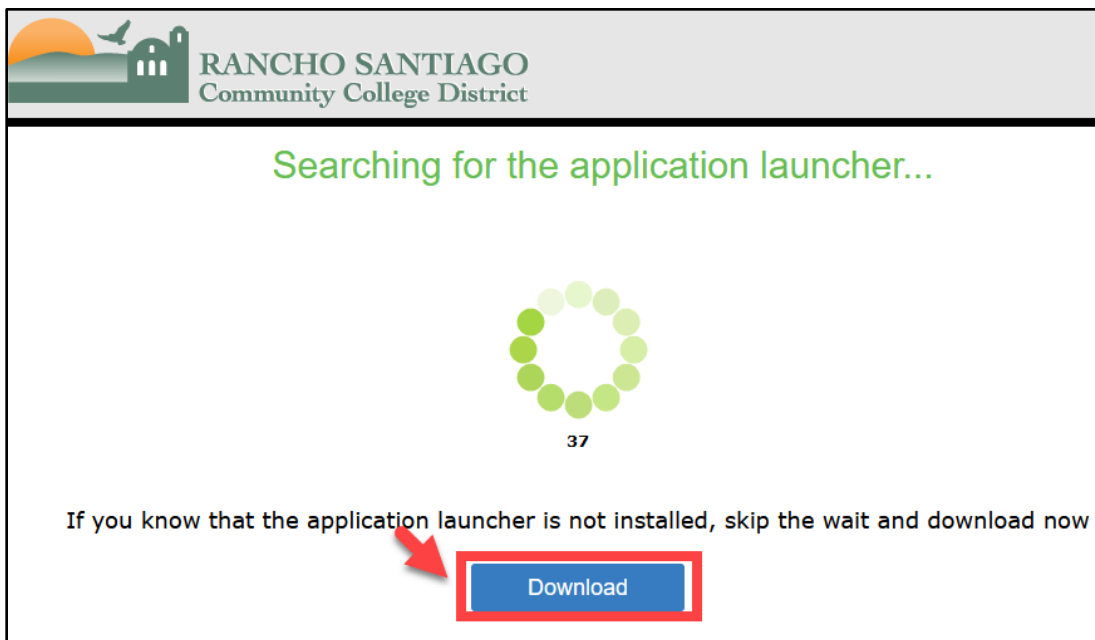 RANCHO SANTIAGO
Community College District
Searching for the application launcher...
37
If you know that the application launcher is not installed, skip the wait and download now
Download